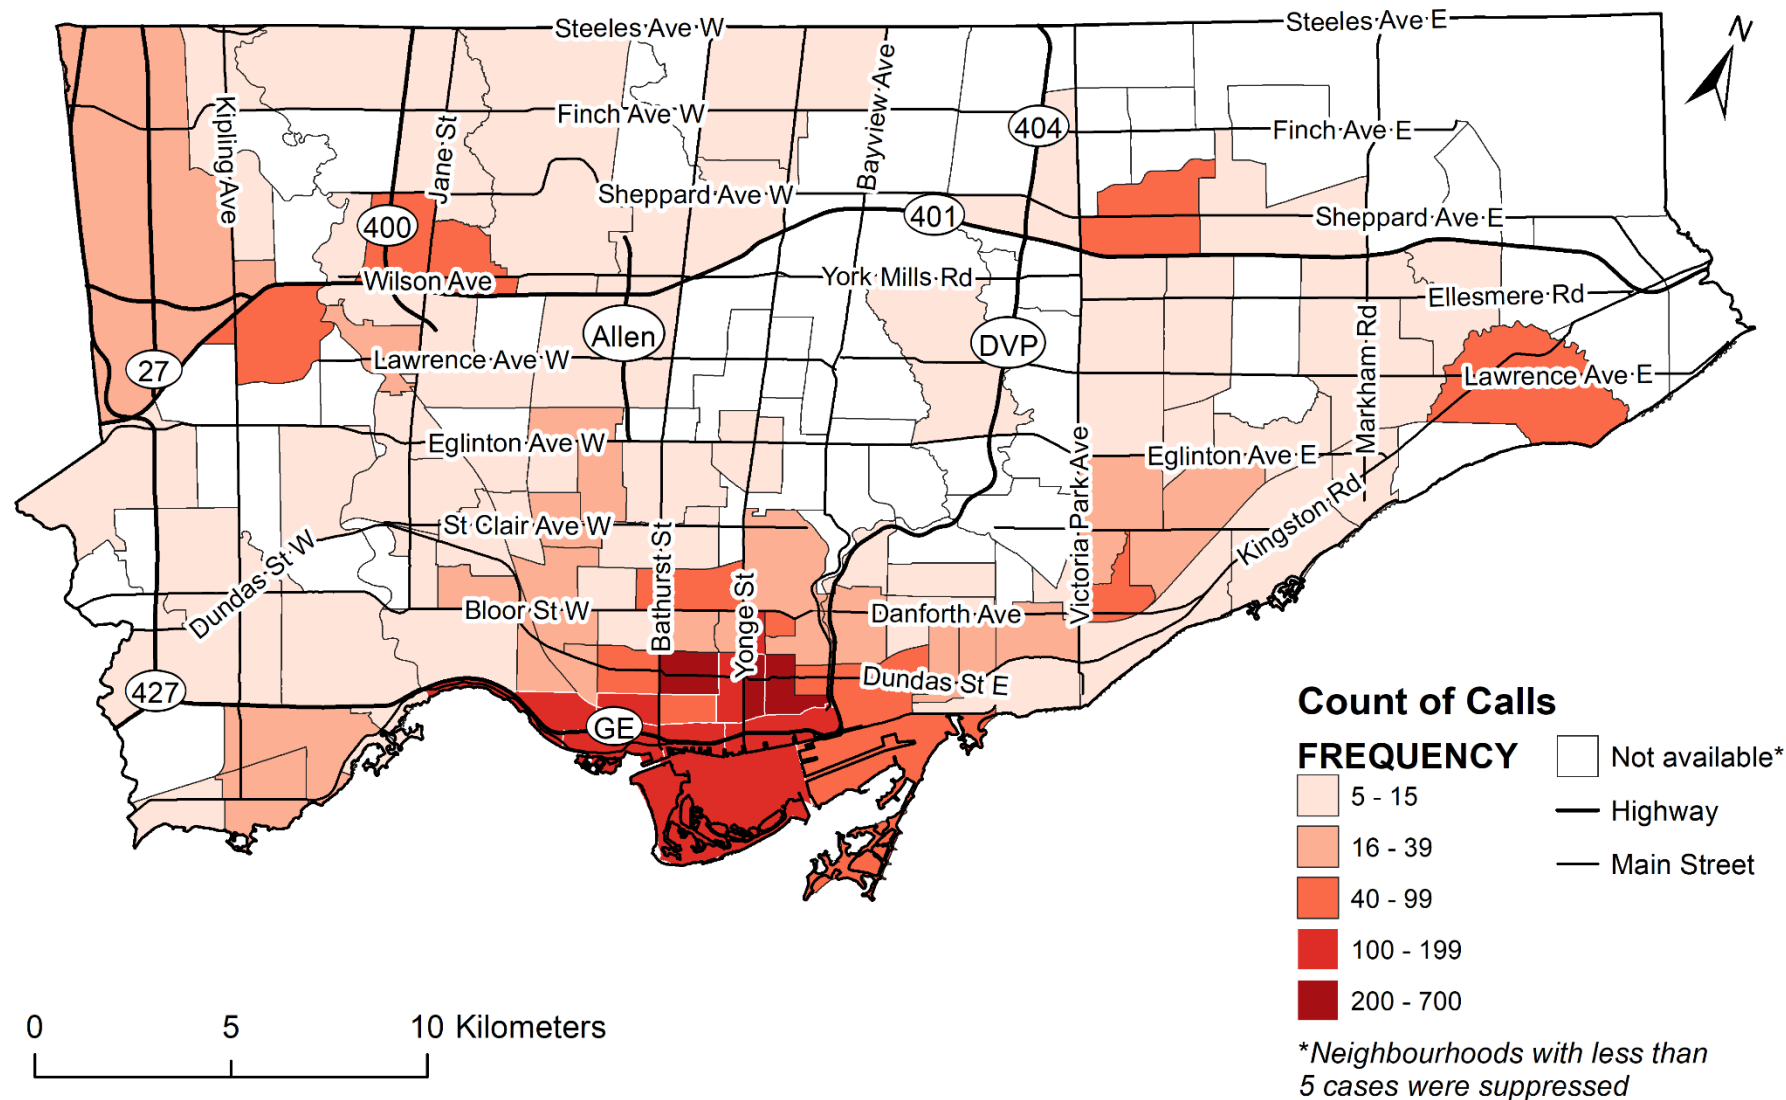 Steeles Ave W
Steeles Ave E
N
Bayview Ave
Kipling Ave
Jane St
Finch Ave W
404
Finch Ave E
Sheppard Ave W
400
401
Sheppard Ave E
Wilson Ave
York Mills Rd
Ellesmere Rd
Allen
DVP
Markham Rd
27
Lawrence Ave W
Lawrence Ave E
Eglinton Ave W
Eglinton Ave E
Victoria Park Ave
St Clair Ave W
Bathurst St
Kingston Rd
Dundas St W
Yonge St
Bloor St W
Danforth Ave
427
Dundas St E
GE
Count of Calls
FREQUENCY
5 - 15
16 - 39
40 - 99
100 - 199
200 - 700
Not available*
Highway
Main Street
*Neighbourhoods with less than
5 cases were suppressed
0 5 10 Kilometers